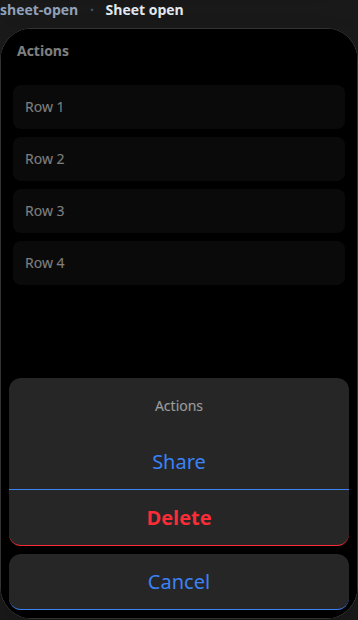 sheet-open · Sheet open
Actions
Row 1
Row 2
Row 3
Row 4
Actions
Share
Delete
Cancel